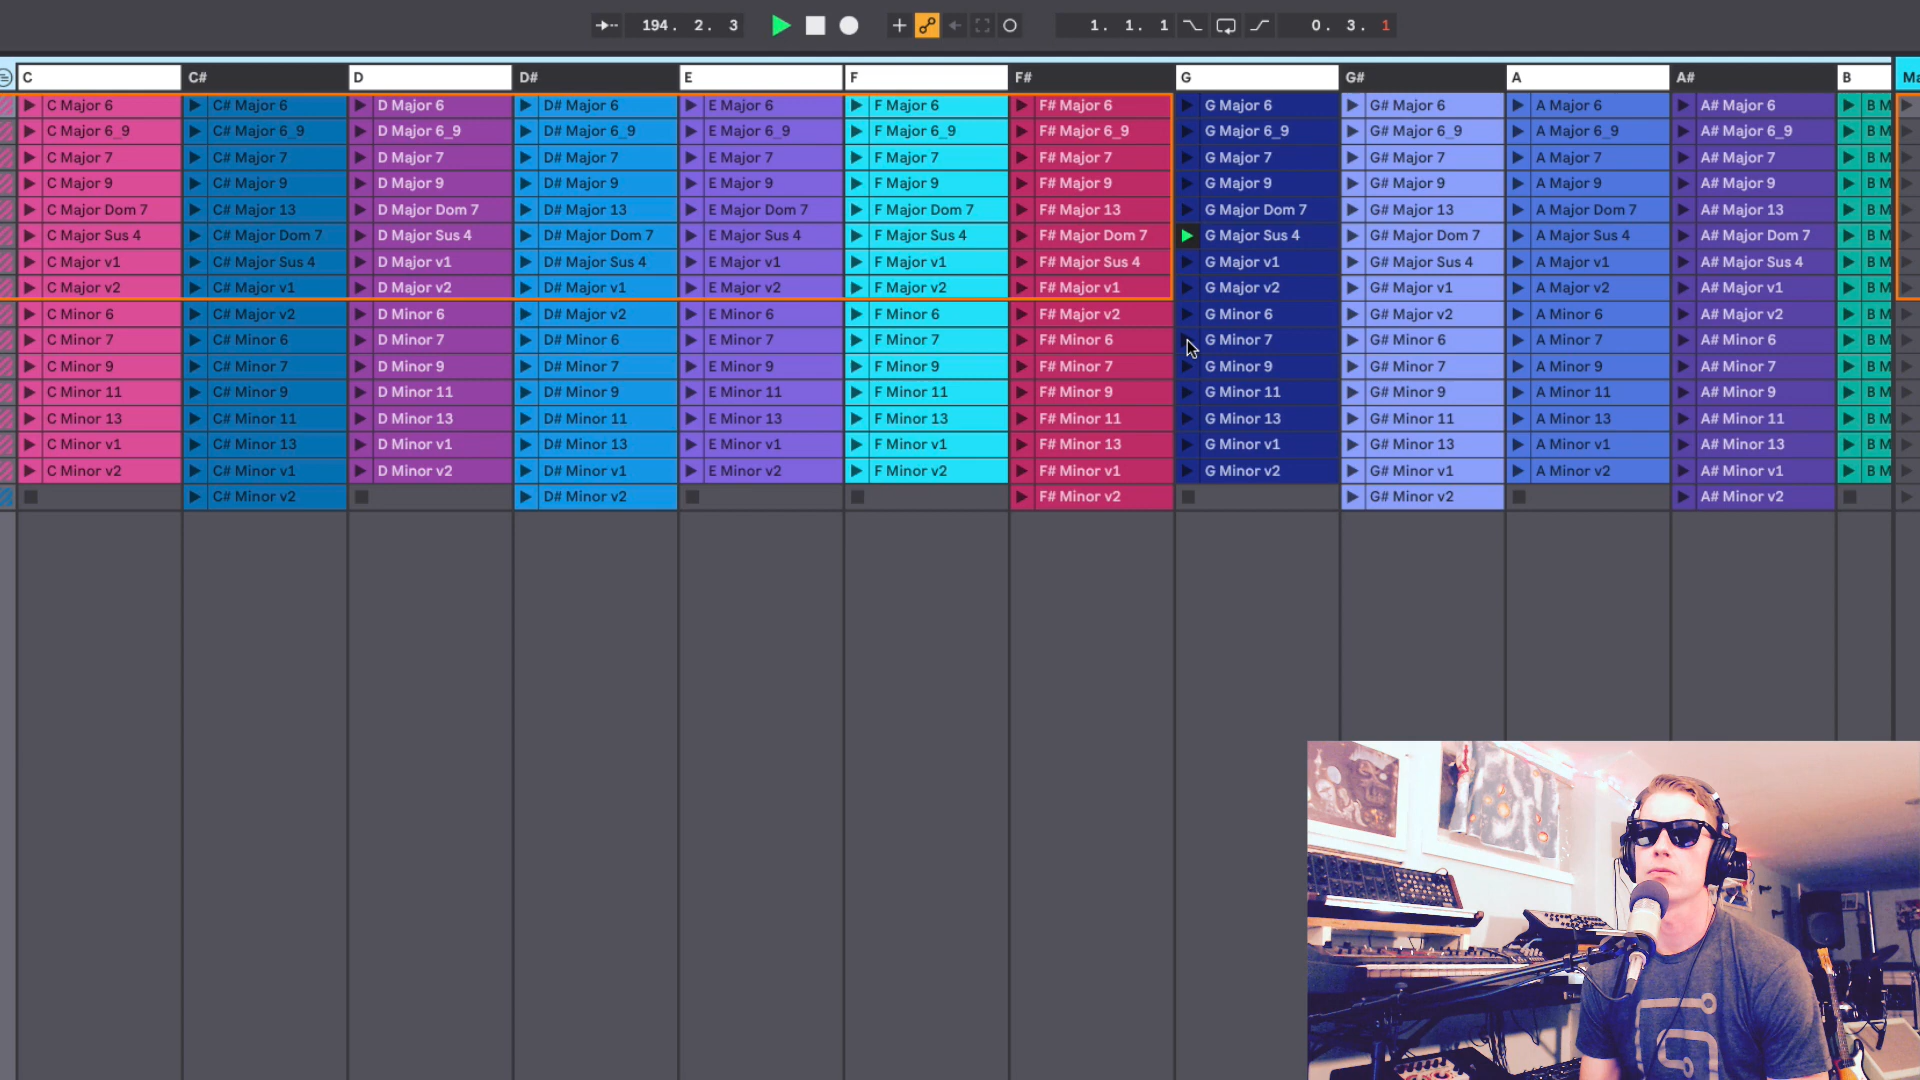 194. 2. 3 1. 1. 1 0. 3. 1
C C# D D# E F F# G G# A A# B Ma
C Major 6 C# Major 6 D Major 6 D# Major 6 E Major 6 F Major 6 F# Major 6 G Major 6 G# Major 6 A Major 6 A# Major 6 B M
C Major 6_9 C# Major 6_9 D Major 6_9 D# Major 6_9 E Major 6_9 F Major 6_9 F# Major 6_9 G Major 6_9 G# Major 6_9 A Major 6_9 A# Major 6_9 B M
C Major 7 C# Major 7 D Major 7 D# Major 7 E Major 7 F Major 7 F# Major 7 G Major 7 G# Major 7 A Major 7 A# Major 7 B M
C Major 9 C# Major 9 D Major 9 D# Major 9 E Major 9 F Major 9 F# Major 9 G Major 9 G# Major 9 A Major 9 A# Major 9 B M
C Major Dom 7 C# Major 13 D Major Dom 7 D# Major 13 E Major Dom 7 F Major Dom 7 F# Major 13 G Major Dom 7 G# Major 13 A Major Dom 7 A# Major 13 B M
C Major Sus 4 C# Major Dom 7 D Major Sus 4 D# Major Dom 7 E Major Sus 4 F Major Sus 4 F# Major Dom 7 G Major Sus 4 G# Major Dom 7 A Major Sus 4 A# Major Dom 7 B M
C Major v1 C# Major Sus 4 D Major v1 D# Major Sus 4 E Major v1 F Major v1 F# Major Sus 4 G Major v1 G# Major Sus 4 A Major v1 A# Major Sus 4 B M
C Major v2 C# Major v1 D Major v2 D# Major v1 E Major v2 F Major v2 F# Major v1 G Major v2 G# Major v1 A Major v2 A# Major v1 B M
C Minor 6 C# Major v2 D Minor 6 D# Major v2 E Minor 6 F Minor 6 F# Major v2 G Minor 6 G# Major v2 A Minor 6 A# Major v2 B M
C Minor 7 C# Minor 6 D Minor 7 D# Minor 6 E Minor 7 F Minor 7 F# Minor 6 G Minor 7 G# Minor 6 A Minor 7 A# Minor 6 B M
C Minor 9 C# Minor 7 D Minor 9 D# Minor 7 E Minor 9 F Minor 9 F# Minor 7 G Minor 9 G# Minor 7 A Minor 9 A# Minor 7 B M
C Minor 11 C# Minor 9 D Minor 11 D# Minor 9 E Minor 11 F Minor 11 F# Minor 9 G Minor 11 G# Minor 9 A Minor 11 A# Minor 9 B M
C Minor 13 C# Minor 11 D Minor 13 D# Minor 11 E Minor 13 F Minor 13 F# Minor 11 G Minor 13 G# Minor 11 A Minor 13 A# Minor 11 B M
C Minor v1 C# Minor 13 D Minor v1 D# Minor 13 E Minor v1 F Minor v1 F# Minor 13 G Minor v1 G# Minor 13 A Minor v1 A# Minor 13 B M
C Minor v2 C# Minor v1 D Minor v2 D# Minor v1 E Minor v2 F Minor v2 F# Minor v1 G Minor v2 G# Minor v1 A Minor v2 A# Minor v1 B M
C# Minor v2 D# Minor v2 F# Minor v2 G# Minor v2 A# Minor v2